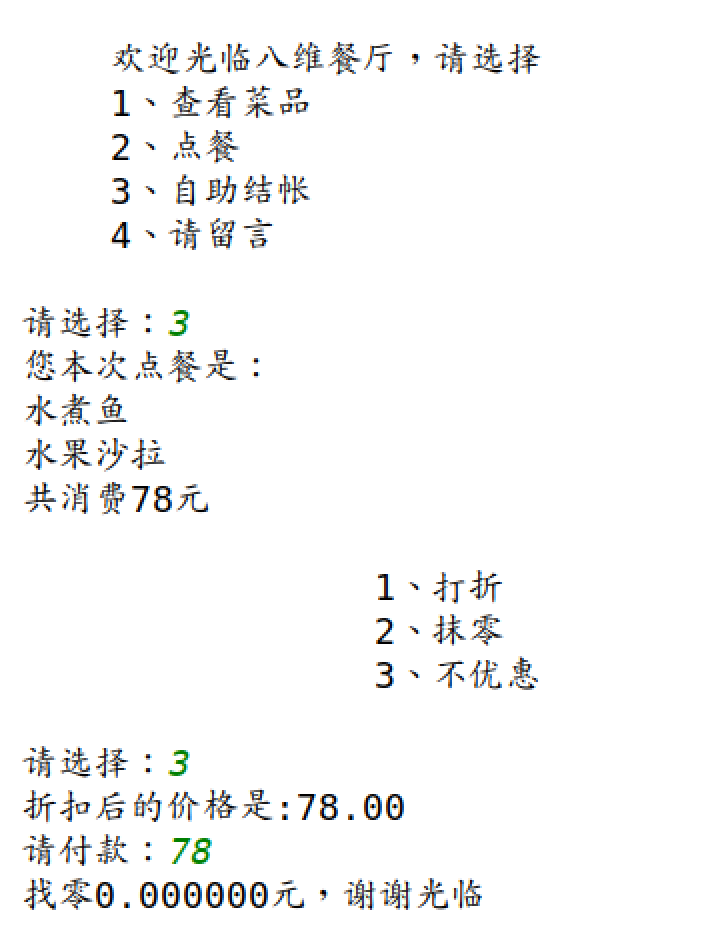 欢迎光临八维餐厅，请选择
1、查看菜品
2、点餐
3、自助结帐
4、请留言
请选择：3
您本次点餐是：
水煮鱼
水果沙拉
共消费78元
1、打折
2、抹零
3、不优惠
请选择：3
折扣后的价格是:78.00
请付款：78
找零0.000000元，谢谢光临